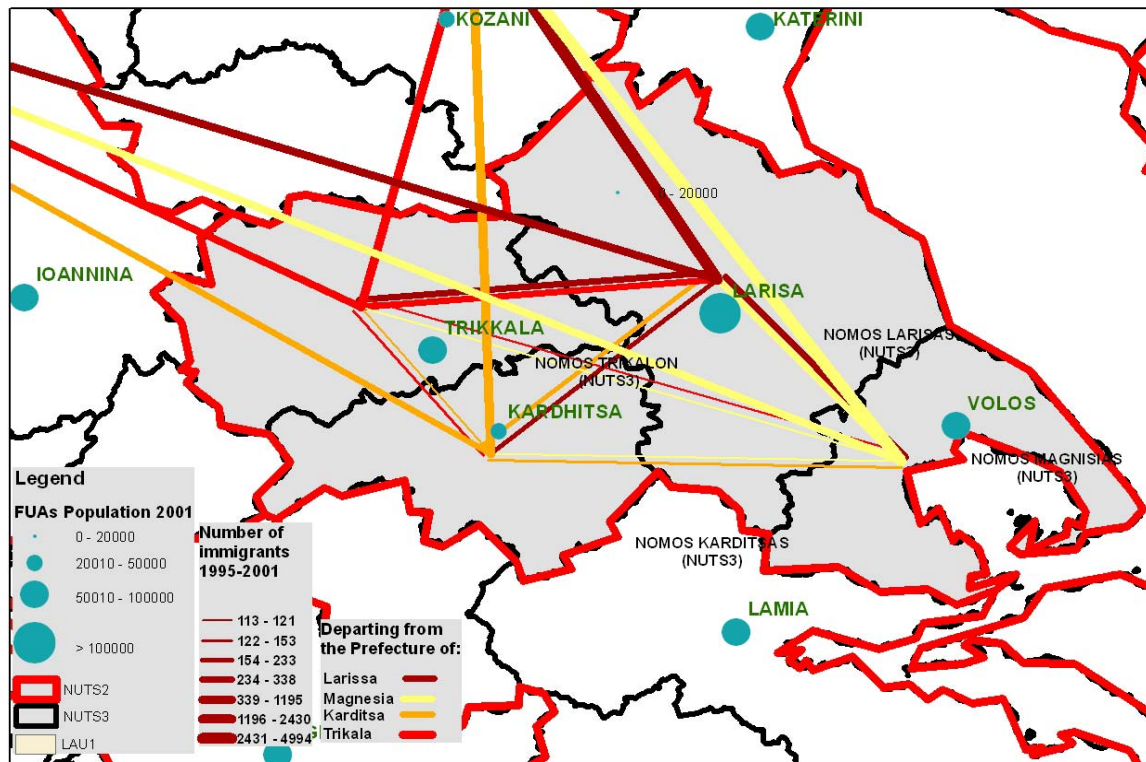 KOZANI
KATERINI
0 - 20000
IOANNINA
LARISA
TRIKKALA
NOMOS LARISAS
(NUTS3)
NOMOS TRIKALON
(NUTS3)
KARDHITSA
VOLOS
NOMOS MAGNISIAS
(NUTS3)
NOMOS KARDITSAS
(NUTS3)
LAMIA
Legend
FUAs Population 2001
0 - 20000
20010 - 50000
50010 - 100000
> 100000
NUTS2
NUTS3
LAU1
Number of
immigrants
1995-2001
113 - 121
122 - 153
154 - 233
234 - 338
339 - 1195
1196 - 2430
2431 - 4994
Departing from
the Prefecture of:
Larissa
Magnesia
Karditsa
Trikala